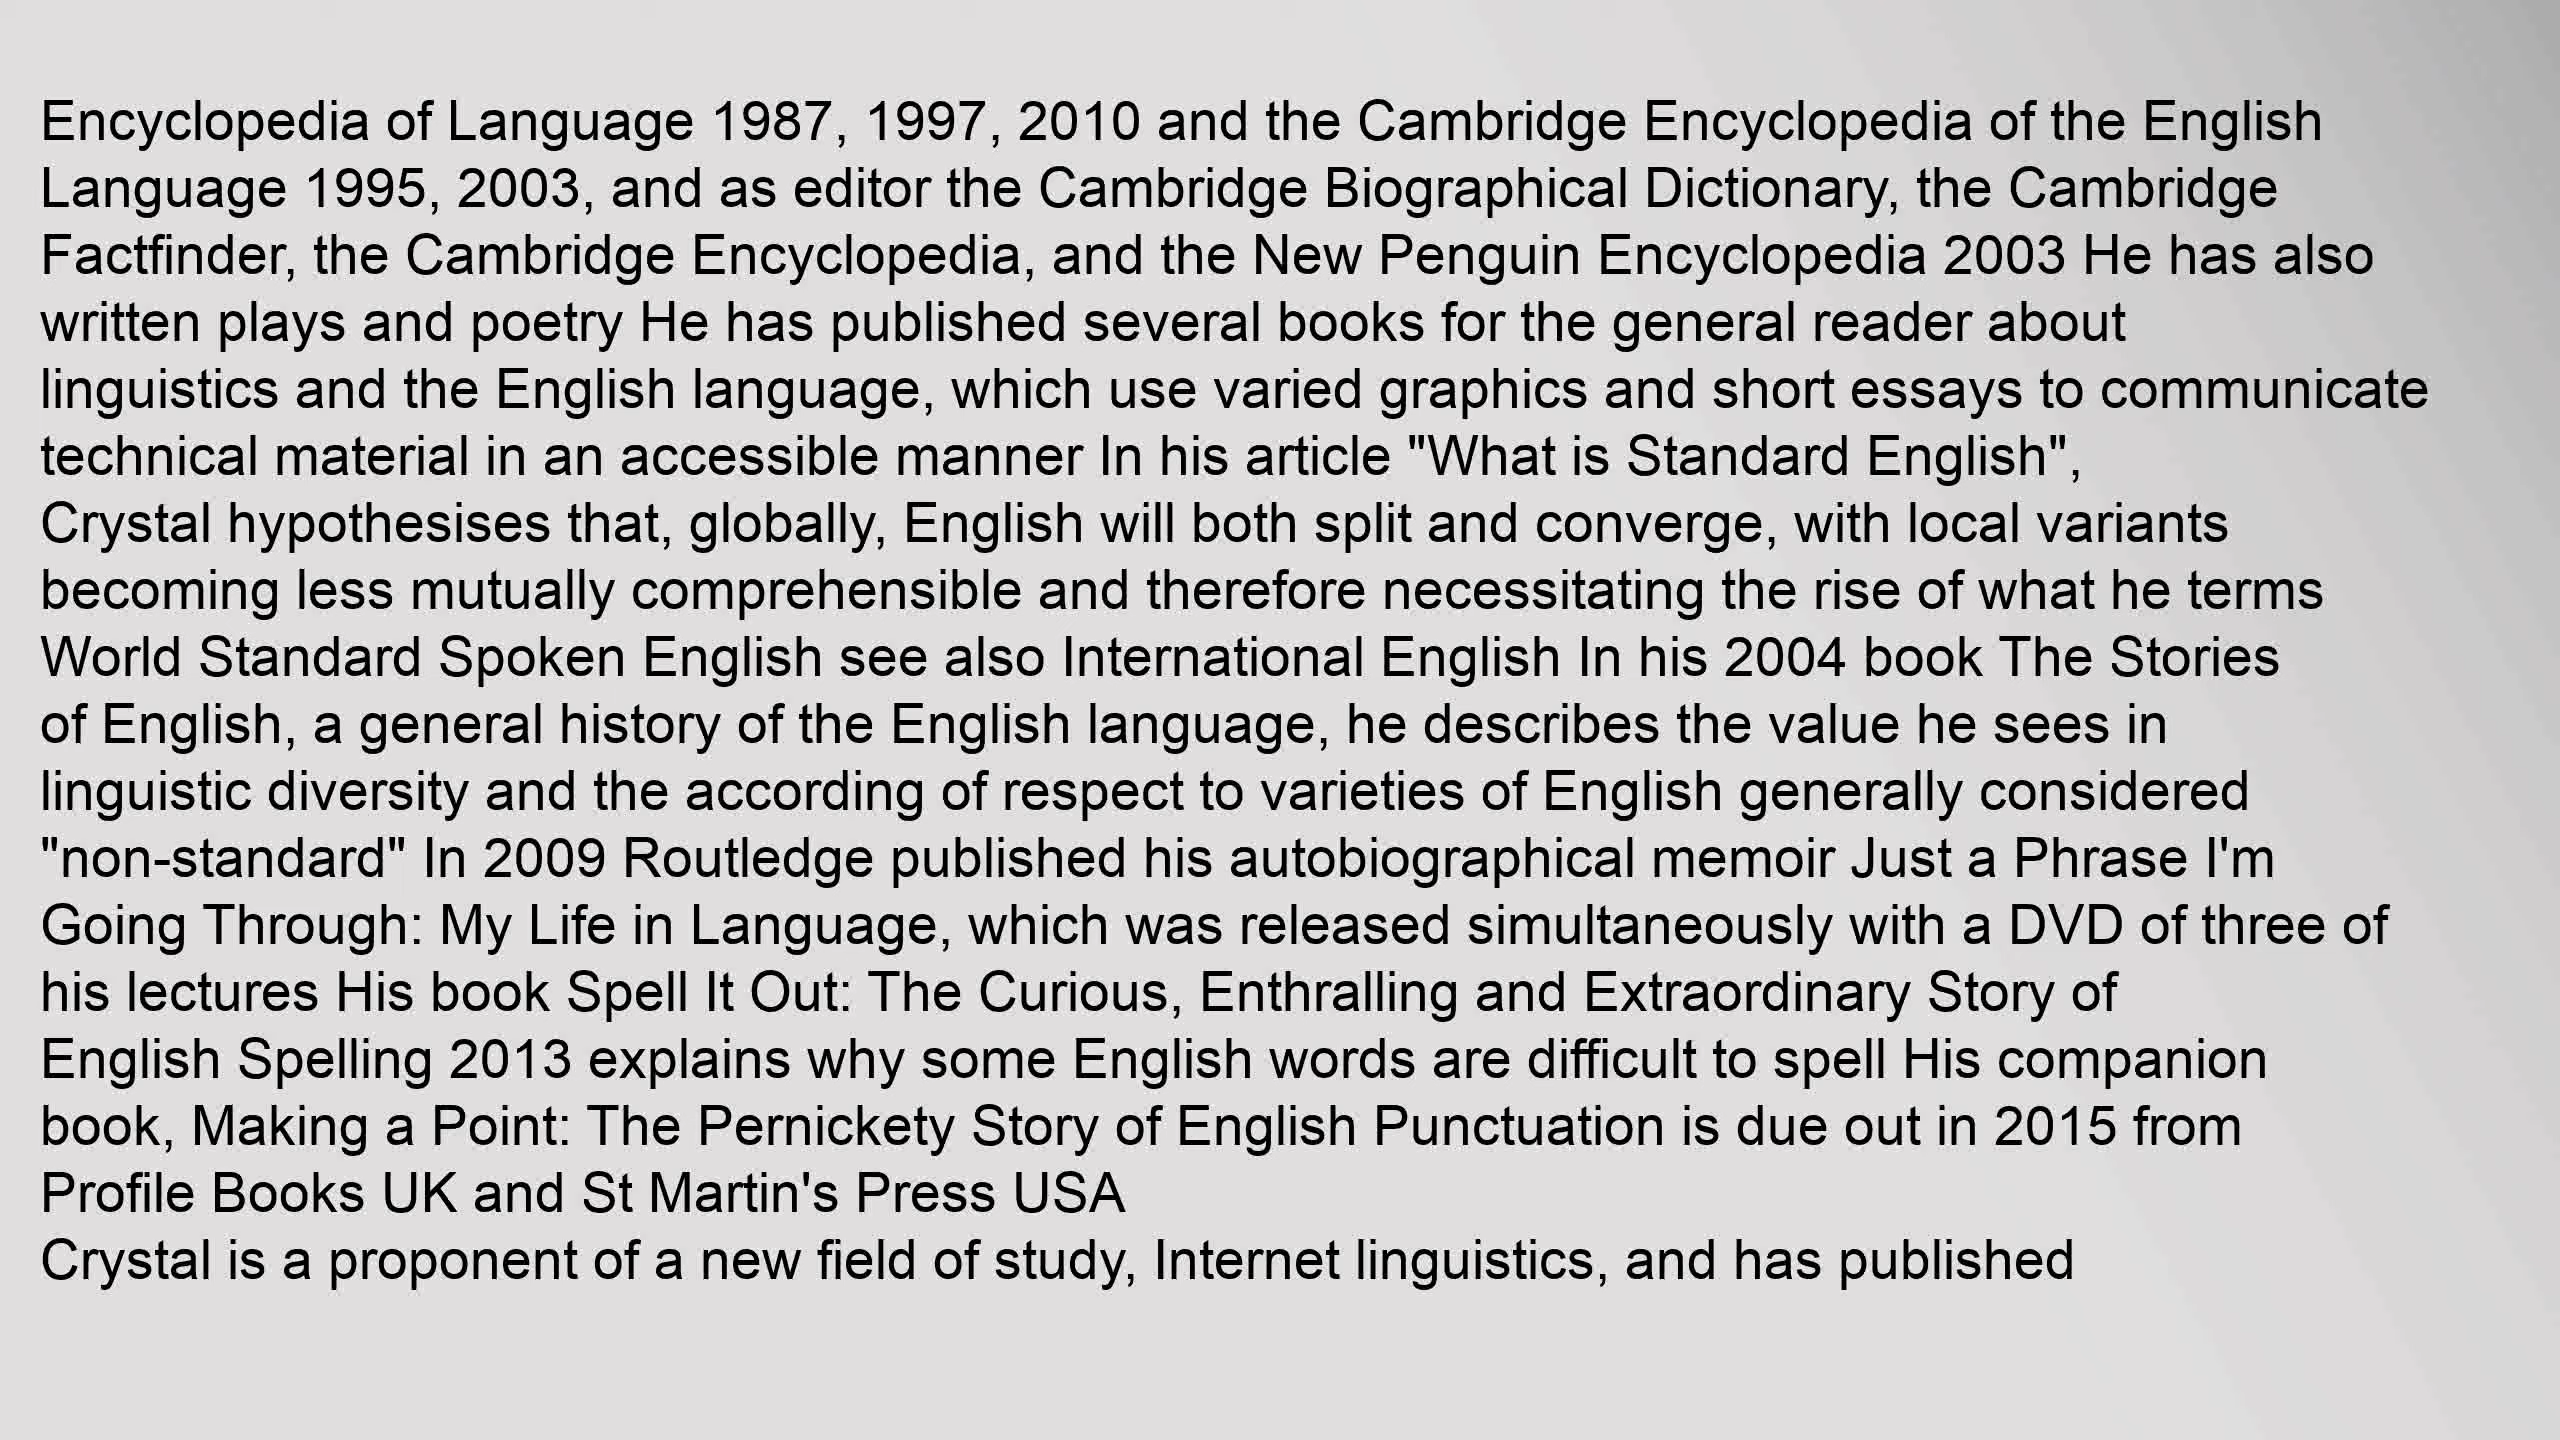 Encyclopedia of Language 1987, 1997, 2010 and the Cambridge Encyclopedia of the English
Language 1995, 2003, and as editor the Cambridge Biographical Dictionary, the Cambridge
Factfinder, the Cambridge Encyclopedia, and the New Penguin Encyclopedia 2003 He has also
written plays and poetry He has published several books for the general reader about
linguistics and the English language, which use varied graphics and short essays to communicate
technical material in an accessible manner In his article "What is Standard English",
Crystal hypothesises that, globally, English will both split and converge, with local variants
becoming less mutually comprehensible and therefore necessitating the rise of what he terms
World Standard Spoken English see also International English In his 2004 book The Stories
of English, a general history of the English language, he describes the value he sees in
linguistic diversity and the according of respect to varieties of English generally considered
"non-standard" In 2009 Routledge published his autobiographical memoir Just a Phrase I'm
Going Through: My Life in Language, which was released simultaneously with a DVD of three of
his lectures His book Spell It Out: The Curious, Enthralling and Extraordinary Story of
English Spelling 2013 explains why some English words are difficult to spell His companion
book, Making a Point: The Pernickety Story of English Punctuation is due out in 2015 from
Profile Books UK and St Martin's Press USA
Crystal is a proponent of a new field of study, Internet linguistics, and has published